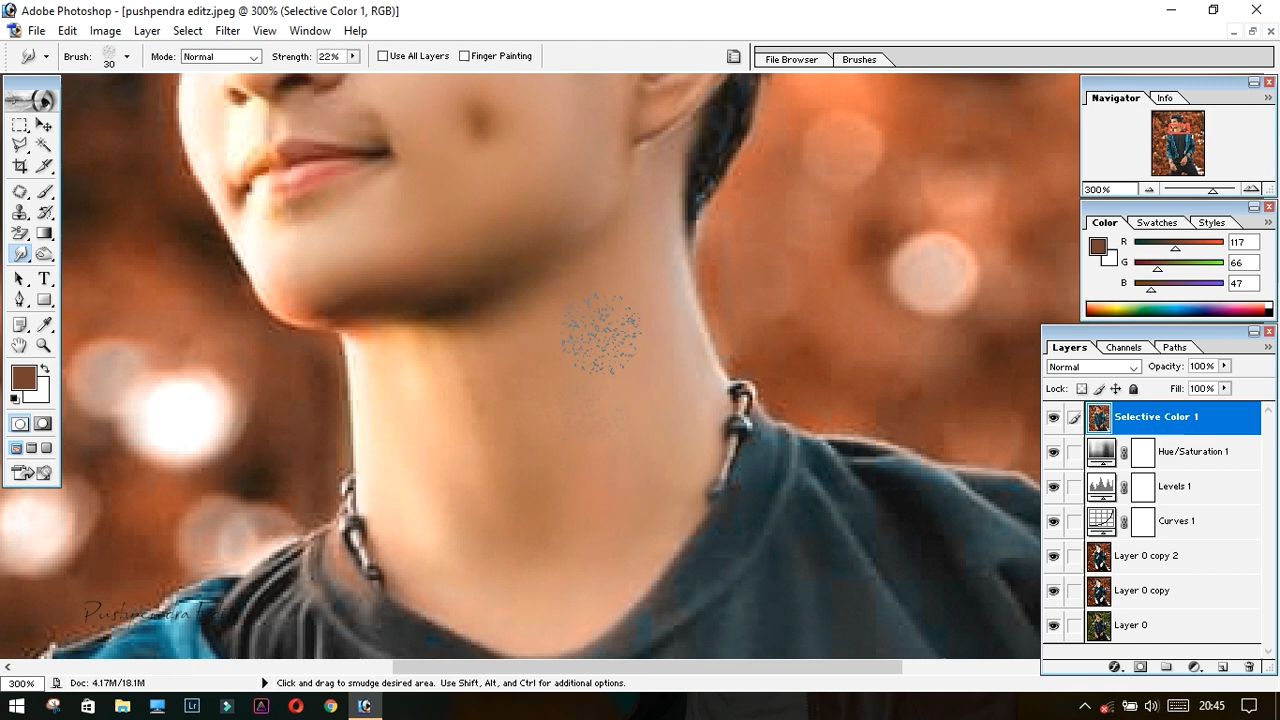 Adobe Photoshop - [pushpendra editz.jpeg @ 300% (Selective Color 1, RGB)]
File Edit Image Layer Select Filter View Window Help
Brush: 30 Mode: Normal Strength: 22% Use All Layers Finger Painting File Browser Brushes
Navigator Info
300%
Color Swatches Styles
R 117
G 66
B 47
Layers Channels Paths
Normal Opacity: 100%
Lock: Fill: 100%
Selective Color 1
Hue/Saturation 1
Levels 1
Curves 1
Layer 0 copy 2
Layer 0 copy
Layer 0
Pushpendra
300% Doc: 4.17M/18.1M Click and drag to smudge desired area. Use Shift, Alt, and Ctrl for additional options.
Lr 20:45